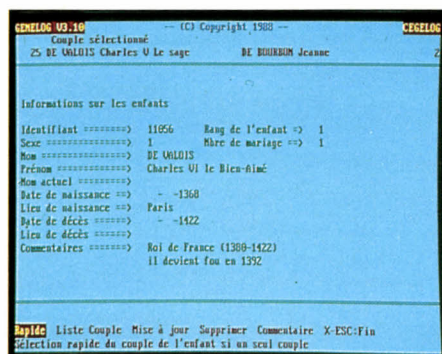 GENELOG V3.10 -- (C) Copyright 1988 -- CEGELOG
Couple sélectionné
25 DE VALOIS Charles V Le sage DE BOURBON Jeanne 2
Informations sur les enfants
Identifiant =======> 11056 Rang de l'enfant => 1
Sexe ==============> 1 Nbre de mariage ==> 1
Nom ===============> DE VALOIS
Prénom ============> Charles VI le Bien-Aimé
Nom actuel ========>
Date de naissance ==> - -1368
Lieu de naissance ==> Paris
Date de décès ======> - -1422
Lieu de décès ======>
Commentaires =======> Roi de France (1380-1422)
il devient fou en 1392
Rapide Liste Couple Mise à jour Supprimer Commentaire X-ESC:Fin
Sélection rapide du couple de l'enfant si un seul couple